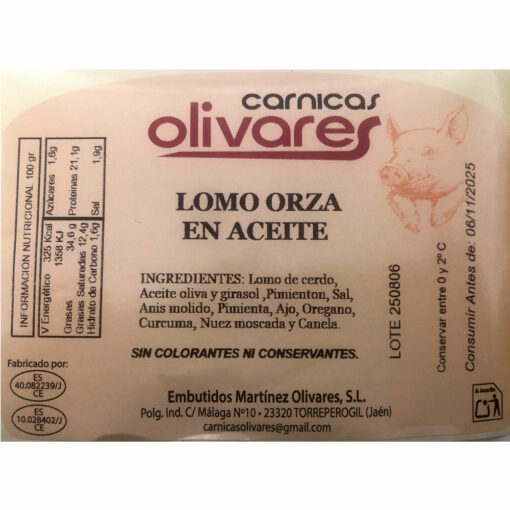 carnicas
olivares
LOMO ORZA
EN ACEITE
INGREDIENTES: Lomo de cerdo,
Aceite oliva y girasol ,Pimienton, Sal,
Anis molido, Pimienta, Ajo, Oregano,
Curcuma, Nuez moscada y Canela.
SIN COLORANTES NI CONSERVANTES.
Embutidos Martínez Olivares, S.L.
Polg. Ind. C/ Málaga Nº10 • 23320 TORREPEROGIL (Jaén)
carnicasolivares@gmail.com
INFORMACION NUTRICIONAL 100 gr
V Energético 325 Kcal
1358 KJ
Grasas 34,6 g
Grasas Saturadas 12,4g
Hidrato de Carbono 1,6g
Azúcares 1,6g
Proteinas 21,1g
Sal 1,9g
Fabricado por:
ES
40.082239/J
CE
ES
10.028402/J
CE
LOTE 250806
Conservar entre 0 y 2º C
Consumir Antes de: 06/11/2025
Al Amarillo